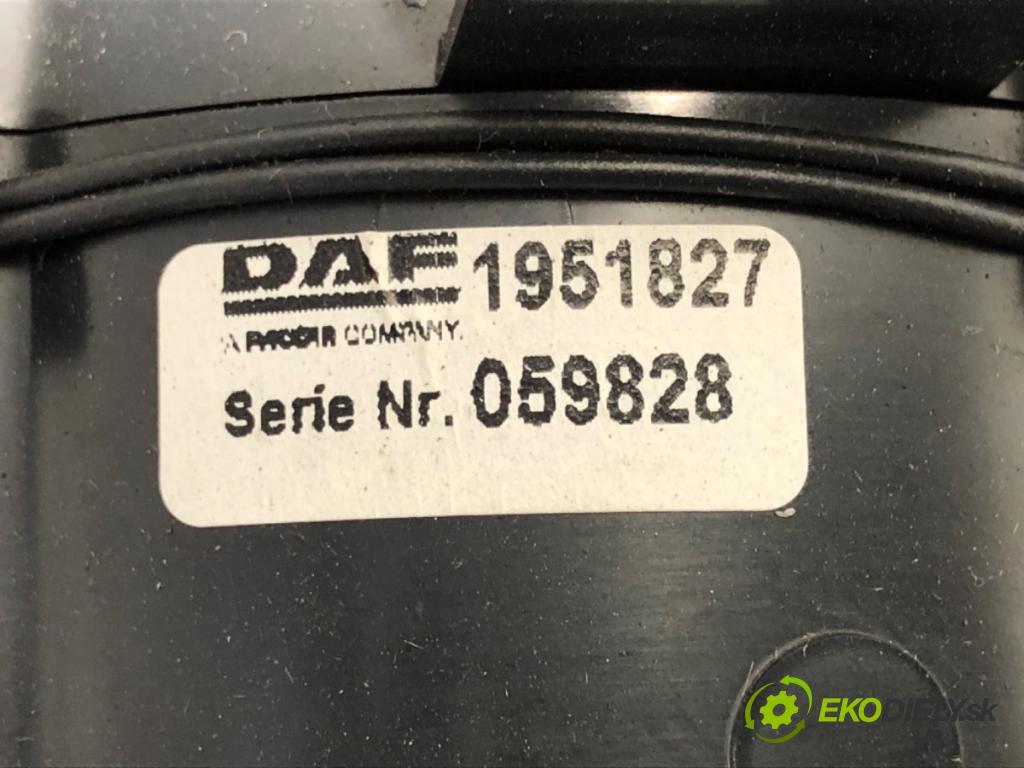 DAF 1951827
A PACCAR COMPANY
Serie Nr. 059828
EKODIELY.sk